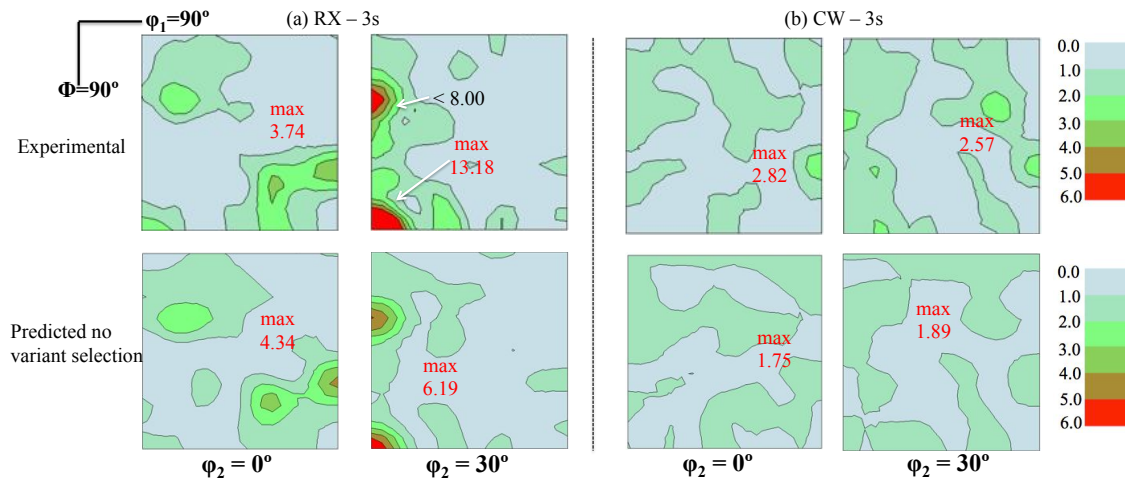 φ₁=90º
(a) RX – 3s
(b) CW – 3s
Φ=90º
Experimental
max
3.74
< 8.00
max
13.18
max
2.82
max
2.57
0.0
1.0
2.0
3.0
4.0
5.0
6.0
Predicted no
variant selection
max
4.34
max
6.19
max
1.75
max
1.89
0.0
1.0
2.0
3.0
4.0
5.0
6.0
φ₂ = 0º
φ₂ = 30º
φ₂ = 0º
φ₂ = 30º